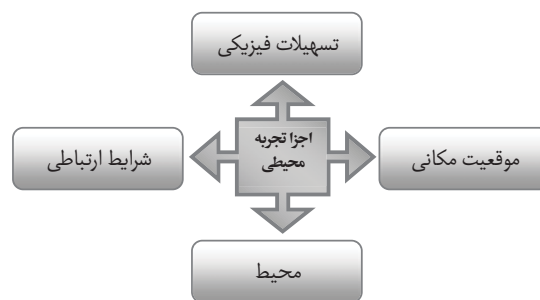 تسهیلات فیزیکی
موقعیت مکانی
اجزا تجربه
محیطی
شرایط ارتباطی
محیط